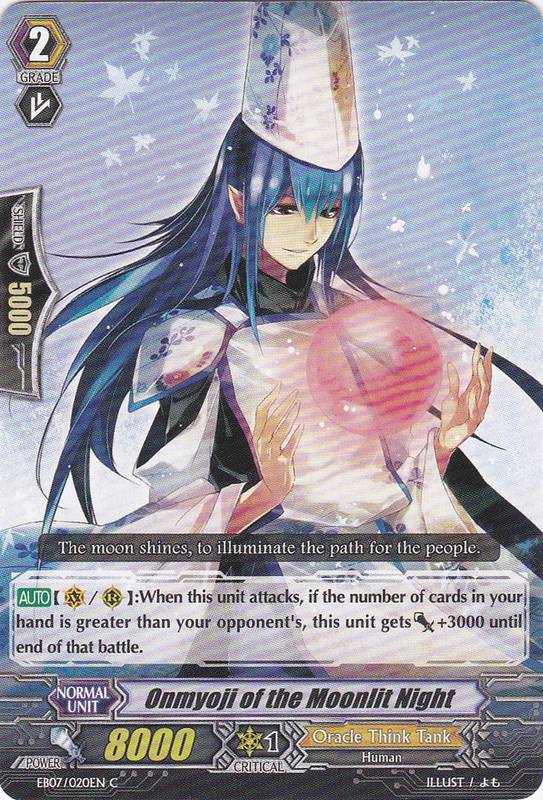 2
GRADE
SHIELD
5000
The moon shines, to illuminate the path for the people.
AUTO【 / 】:When this unit attacks, if the number of cards in your
hand is greater than your opponent's, this unit gets +3000 until
end of that battle.
NORMAL
UNIT
Onmyoji of the Moonlit Night
POWER
8000
1
CRITICAL
Oracle Think Tank
Human
EB07/020EN C
ILLUST / よも